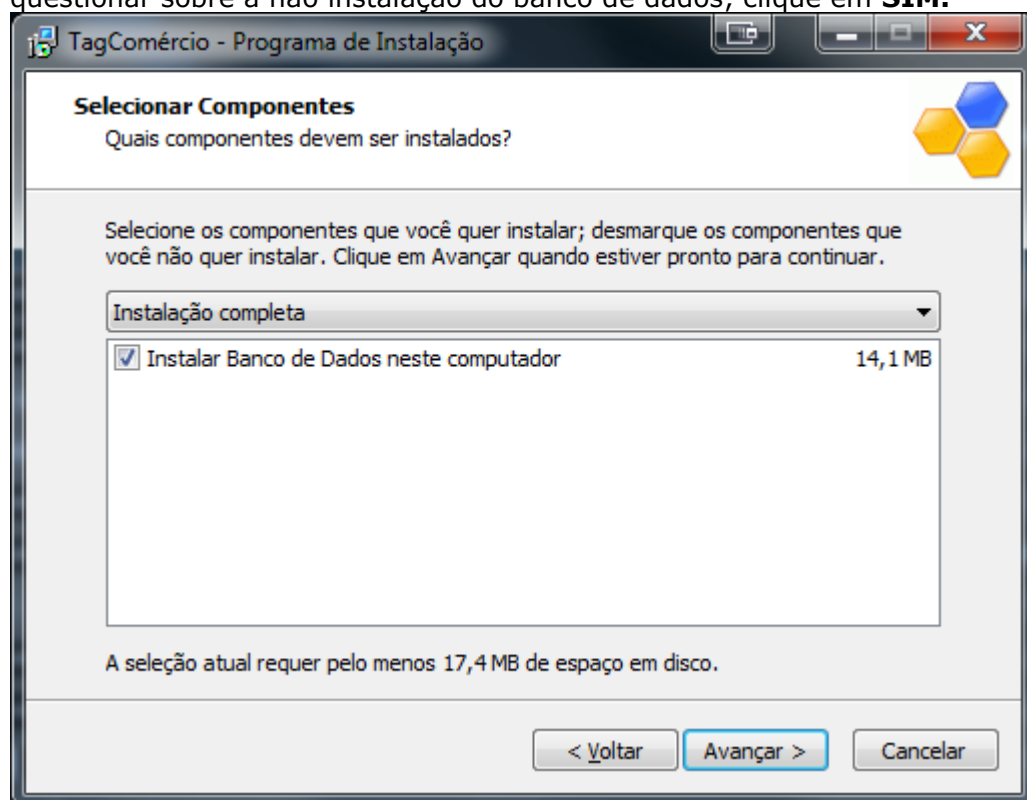 questionar sobre a não instalação do banco de dados, clique em SIM.
TagComércio - Programa de Instalação
Selecionar Componentes
Quais componentes devem ser instalados?
Selecione os componentes que você quer instalar; desmarque os componentes que
você não quer instalar. Clique em Avançar quando estiver pronto para continuar.
Instalação completa
Instalar Banco de Dados neste computador 14,1 MB
A seleção atual requer pelo menos 17,4 MB de espaço em disco.
< Voltar Avançar > Cancelar